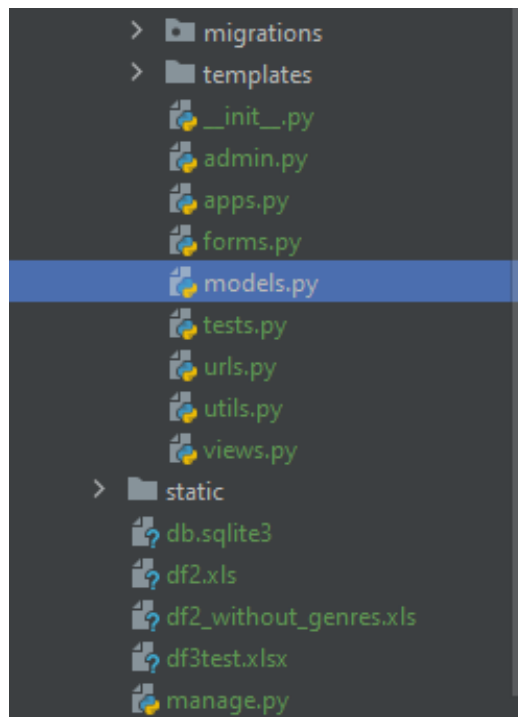 migrations
templates
__init__.py
admin.py
apps.py
forms.py
models.py
tests.py
urls.py
utils.py
views.py
static
db.sqlite3
df2.xls
df2_without_genres.xls
df3test.xlsx
manage.py